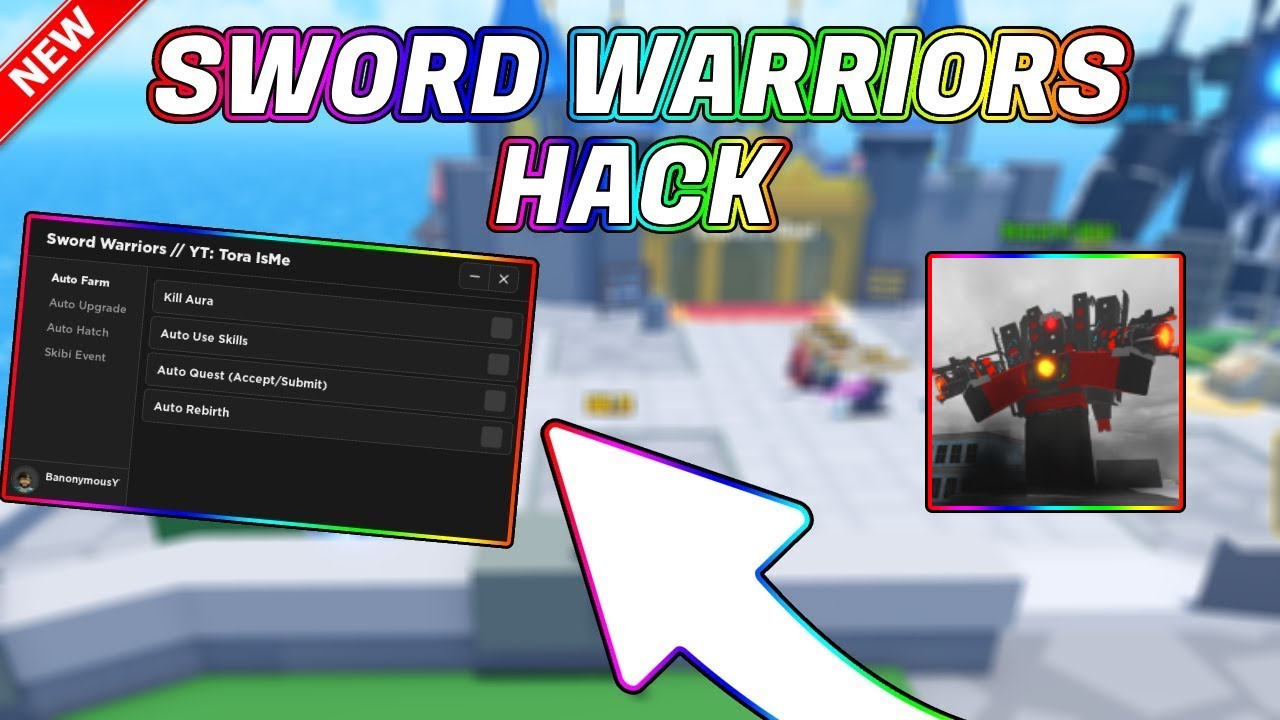 NEW
SWORD WARRIORS
HACK
Sword Warriors // YT: Tora IsMe
Auto Farm
Auto Upgrade
Auto Hatch
Skibi Event
BanonymousY
Kill Aura
Auto Use Skills
Auto Quest (Accept/Submit)
Auto Rebirth